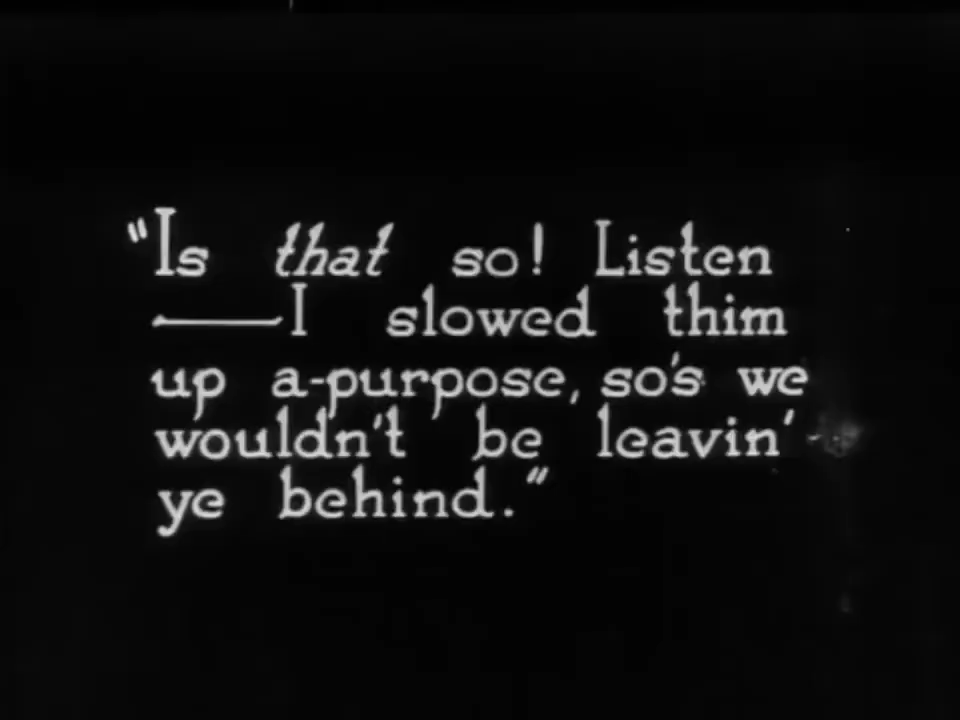 "Is that so! Listen
——I slowed thim
up a-purpose, so's we
wouldn't be leavin'
ye behind."